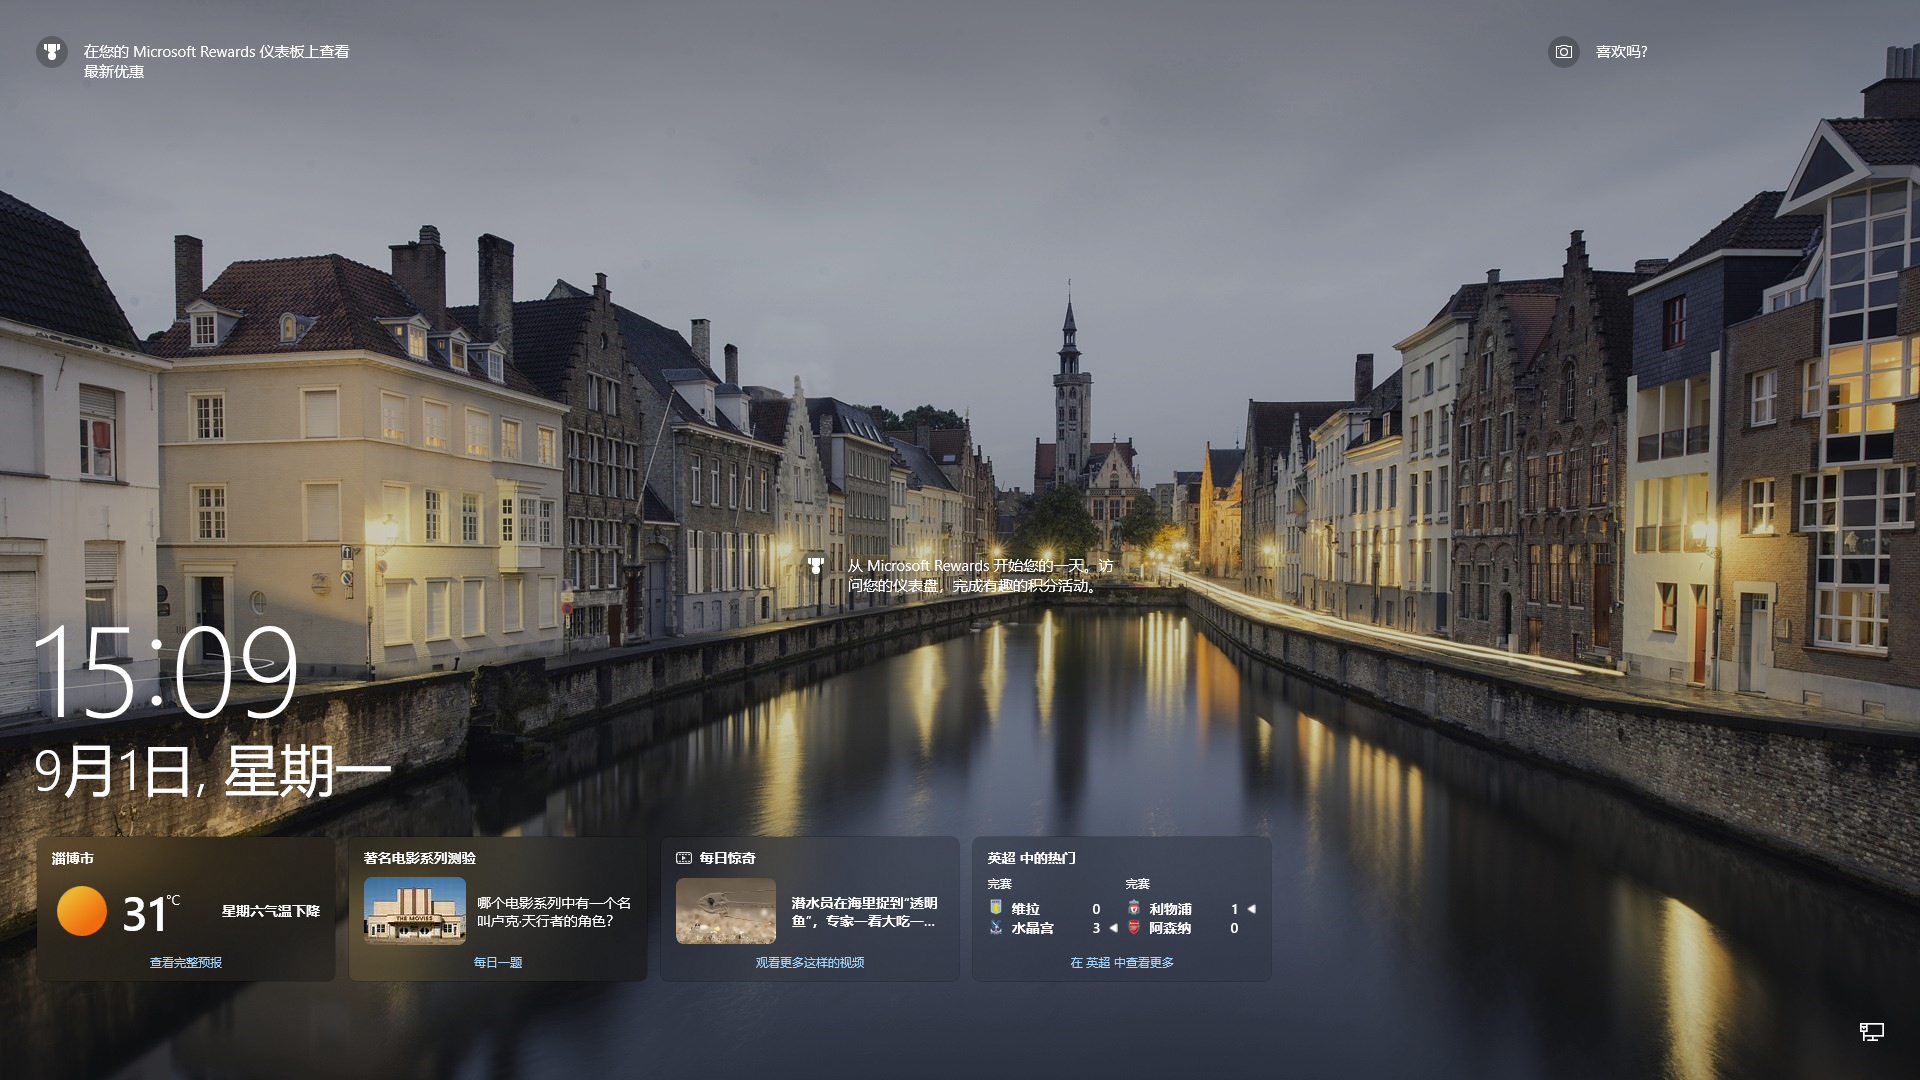 在您的 Microsoft Rewards 仪表板上查看
最新优惠
喜欢吗?
从 Microsoft Rewards 开始您的一天。访
问您的仪表盘，完成有趣的积分活动。
15:09
9月1日, 星期一
淄博市
31°C
星期六气温下降
查看完整预报
著名电影系列测验
THE MOVIES
哪个电影系列中有一个名
叫卢克·天行者的角色?
每日一题
每日惊奇
潜水员在海里捉到“透明
鱼”，专家一看大吃一...
观看更多这样的视频
英超 中的热门
完赛
维拉 0
水晶宫 3
完赛
利物浦 1
阿森纳 0
在 英超 中查看更多